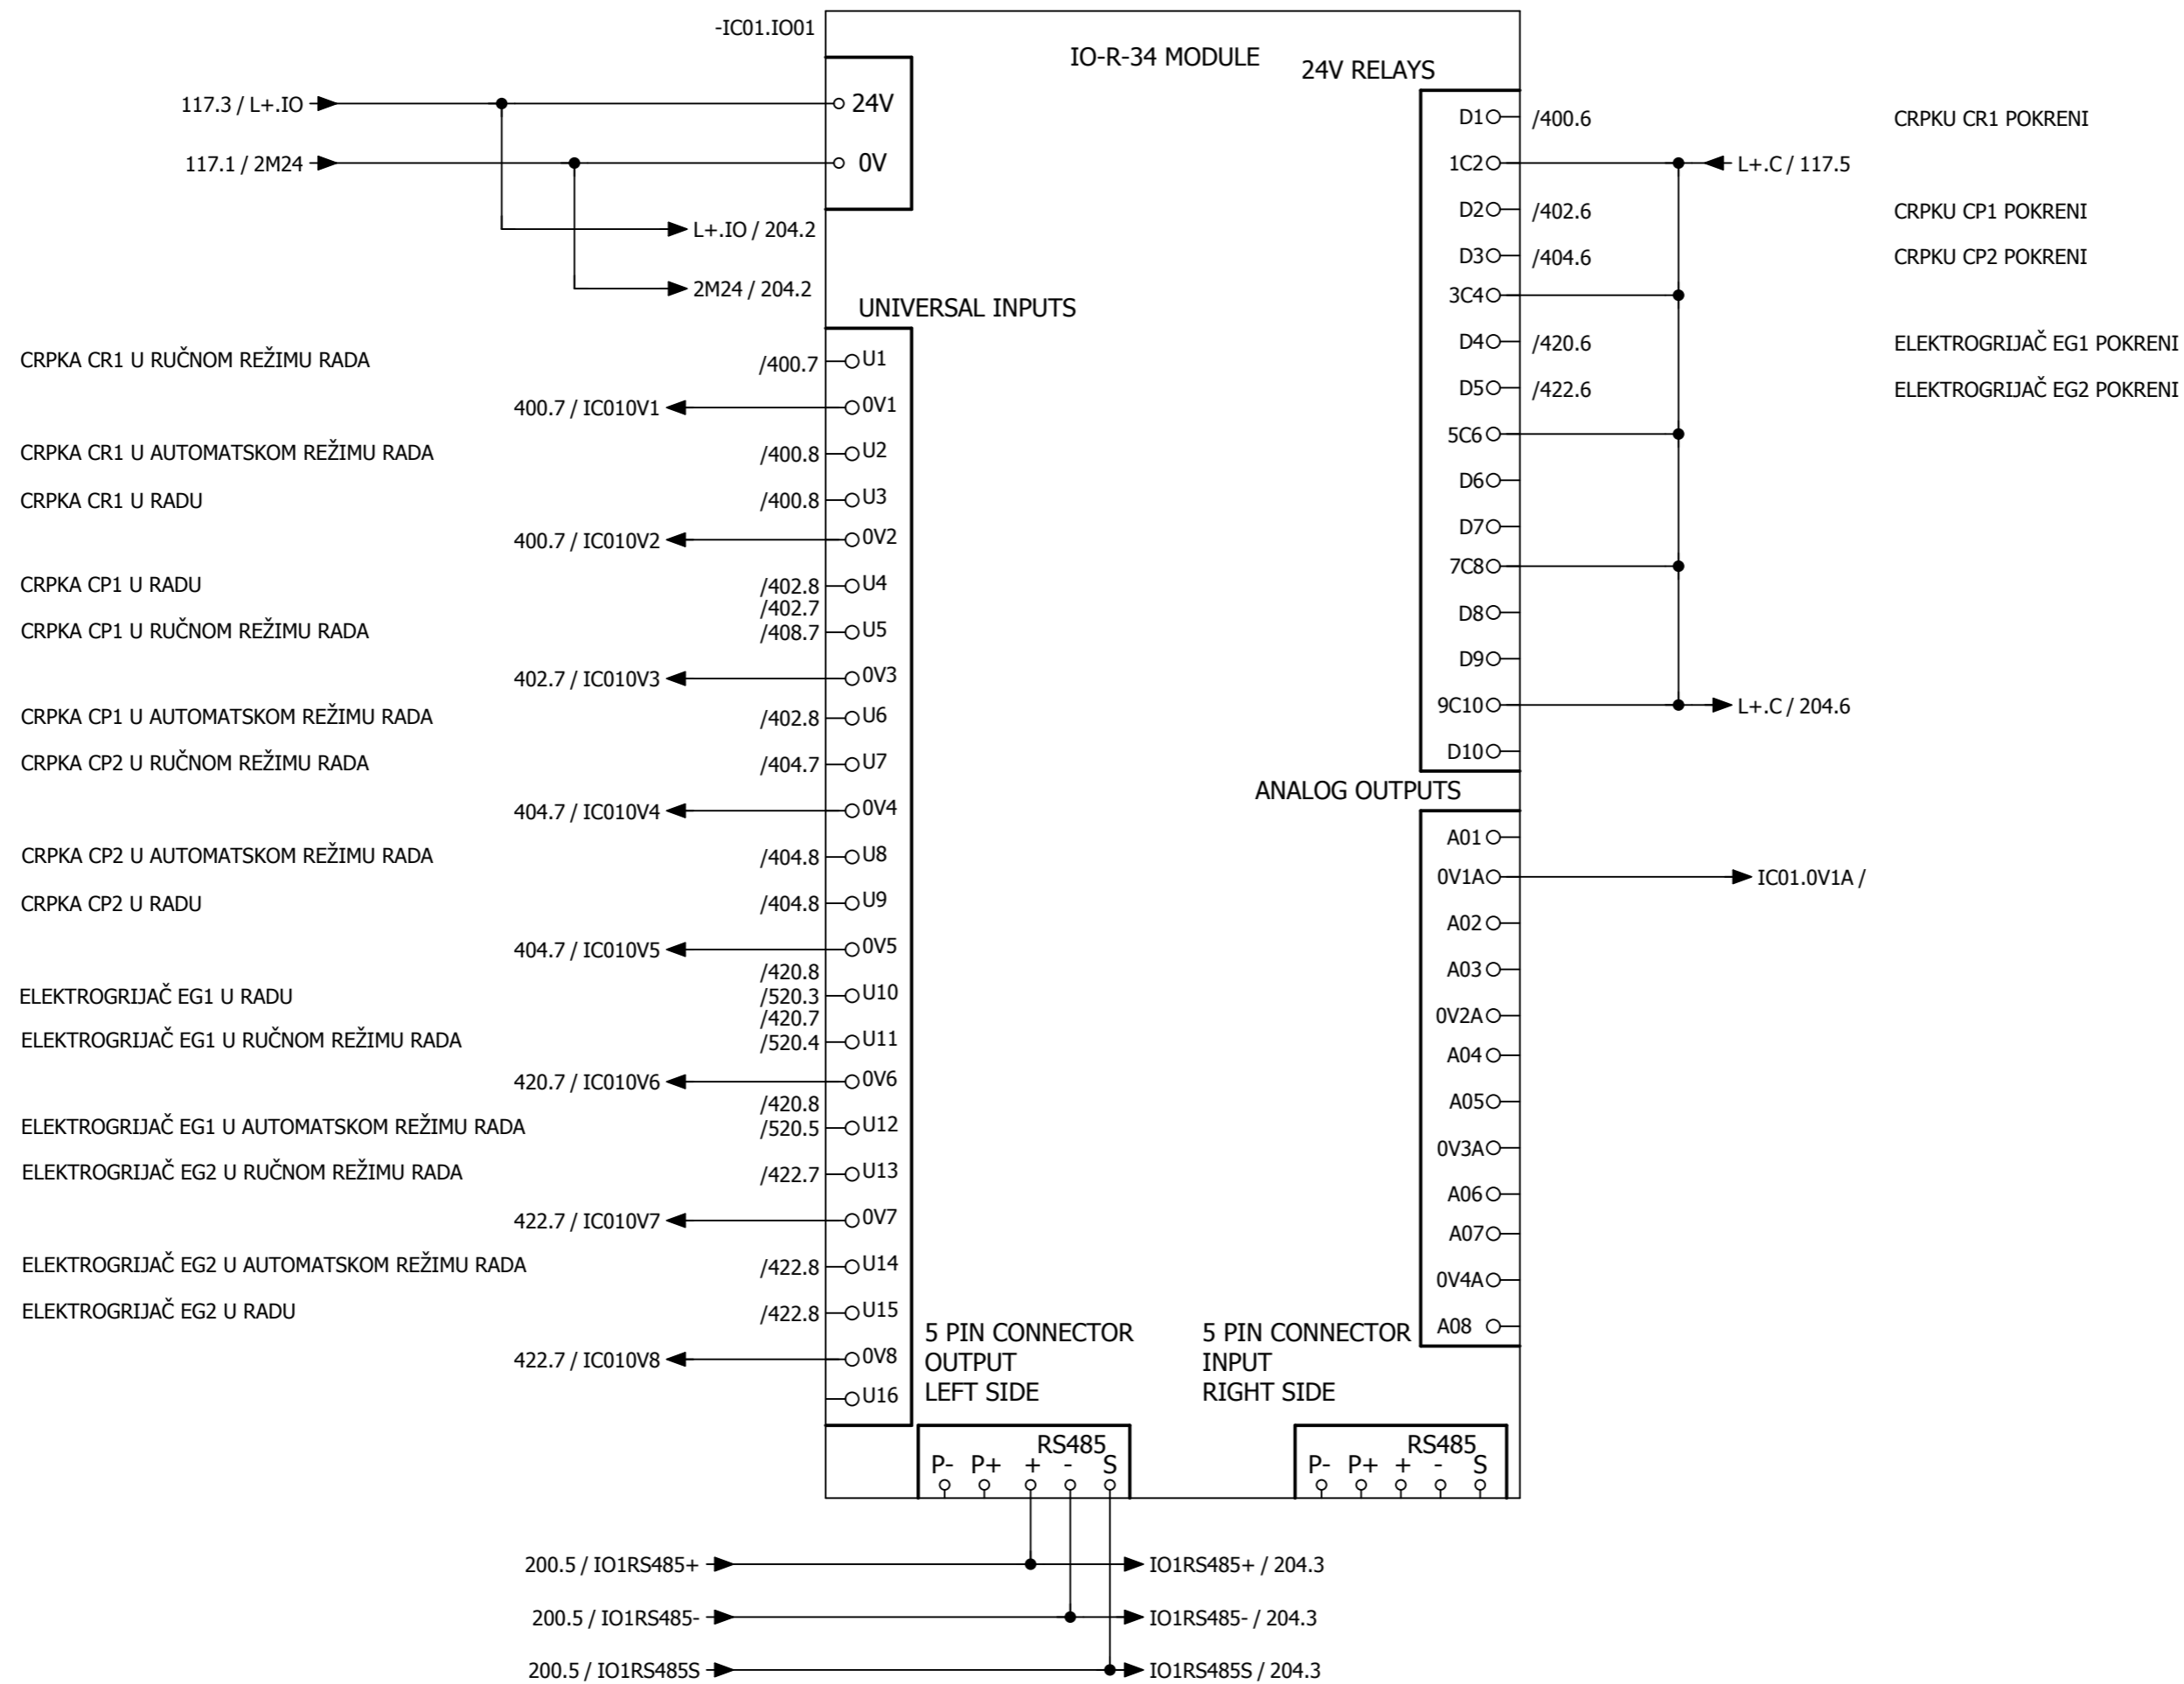 -IC01.IO01
IO-R-34 MODULE
24V RELAYS
117.3 / L+.IO
24V
117.1 / 2M24
0V
L+.IO / 204.2
2M24 / 204.2
D1 /400.6 CRPKU CR1 POKRENI
1C2 L+.C / 117.5
D2 /402.6 CRPKU CP1 POKRENI
D3 /404.6 CRPKU CP2 POKRENI
3C4
D4 /420.6 ELEKTROGRIJAČ EG1 POKRENI
D5 /422.6 ELEKTROGRIJAČ EG2 POKRENI
5C6
D6
D7
7C8
D8
D9
9C10 L+.C / 204.6
D10
UNIVERSAL INPUTS
CRPKA CR1 U RUČNOM REŽIMU RADA /400.7 U1
400.7 / IC010V1 0V1
CRPKA CR1 U AUTOMATSKOM REŽIMU RADA /400.8 U2
CRPKA CR1 U RADU /400.8 U3
400.7 / IC010V2 0V2
CRPKA CP1 U RADU /402.8 U4
/402.7
CRPKA CP1 U RUČNOM REŽIMU RADA /408.7 U5
402.7 / IC010V3 0V3
CRPKA CP1 U AUTOMATSKOM REŽIMU RADA /402.8 U6
CRPKA CP2 U RUČNOM REŽIMU RADA /404.7 U7
404.7 / IC010V4 0V4
CRPKA CP2 U AUTOMATSKOM REŽIMU RADA /404.8 U8
CRPKA CP2 U RADU /404.8 U9
404.7 / IC010V5 0V5
/420.8
ELEKTROGRIJAČ EG1 U RADU /520.3 U10
/420.7
ELEKTROGRIJAČ EG1 U RUČNOM REŽIMU RADA /520.4 U11
420.7 / IC010V6 0V6
/420.8
ELEKTROGRIJAČ EG1 U AUTOMATSKOM REŽIMU RADA /520.5 U12
ELEKTROGRIJAČ EG2 U RUČNOM REŽIMU RADA /422.7 U13
422.7 / IC010V7 0V7
ELEKTROGRIJAČ EG2 U AUTOMATSKOM REŽIMU RADA /422.8 U14
ELEKTROGRIJAČ EG2 U RADU /422.8 U15
422.7 / IC010V8 0V8
U16
ANALOG OUTPUTS
A01
0V1A IC01.0V1A /
A02
A03
0V2A
A04
A05
0V3A
A06
A07
0V4A
A08
5 PIN CONNECTOR
OUTPUT
LEFT SIDE
5 PIN CONNECTOR
INPUT
RIGHT SIDE
RS485
P- P+ + - S
RS485
P- P+ + - S
200.5 / IO1RS485+ IO1RS485+ / 204.3
200.5 / IO1RS485- IO1RS485- / 204.3
200.5 / IO1RS485S IO1RS485S / 204.3